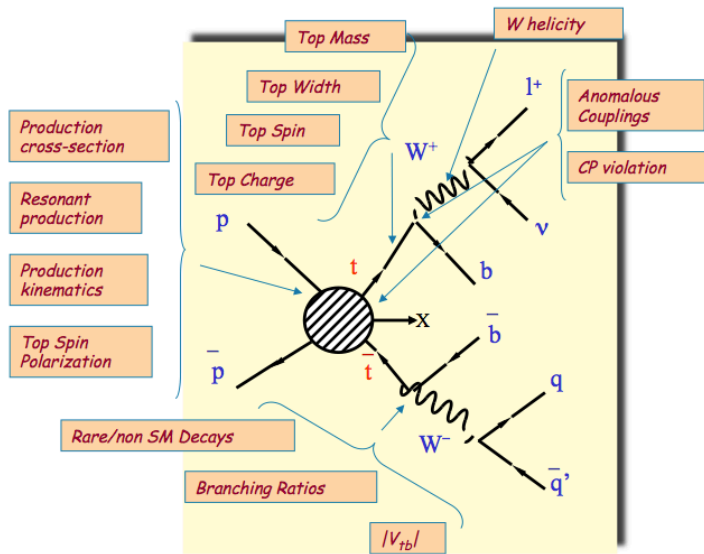 Top Mass
W helicity
Top Width
l⁺
Anomalous
Couplings
Production
cross-section
Top Spin
W⁺
CP violation
Top Charge
Resonant
production
p
ν
t
b
Production
kinematics
x
b̅
Top Spin
Polarization
p̅
t̅
q
Rare/non SM Decays
W⁻
q̅’
Branching Ratios
|V_tb|